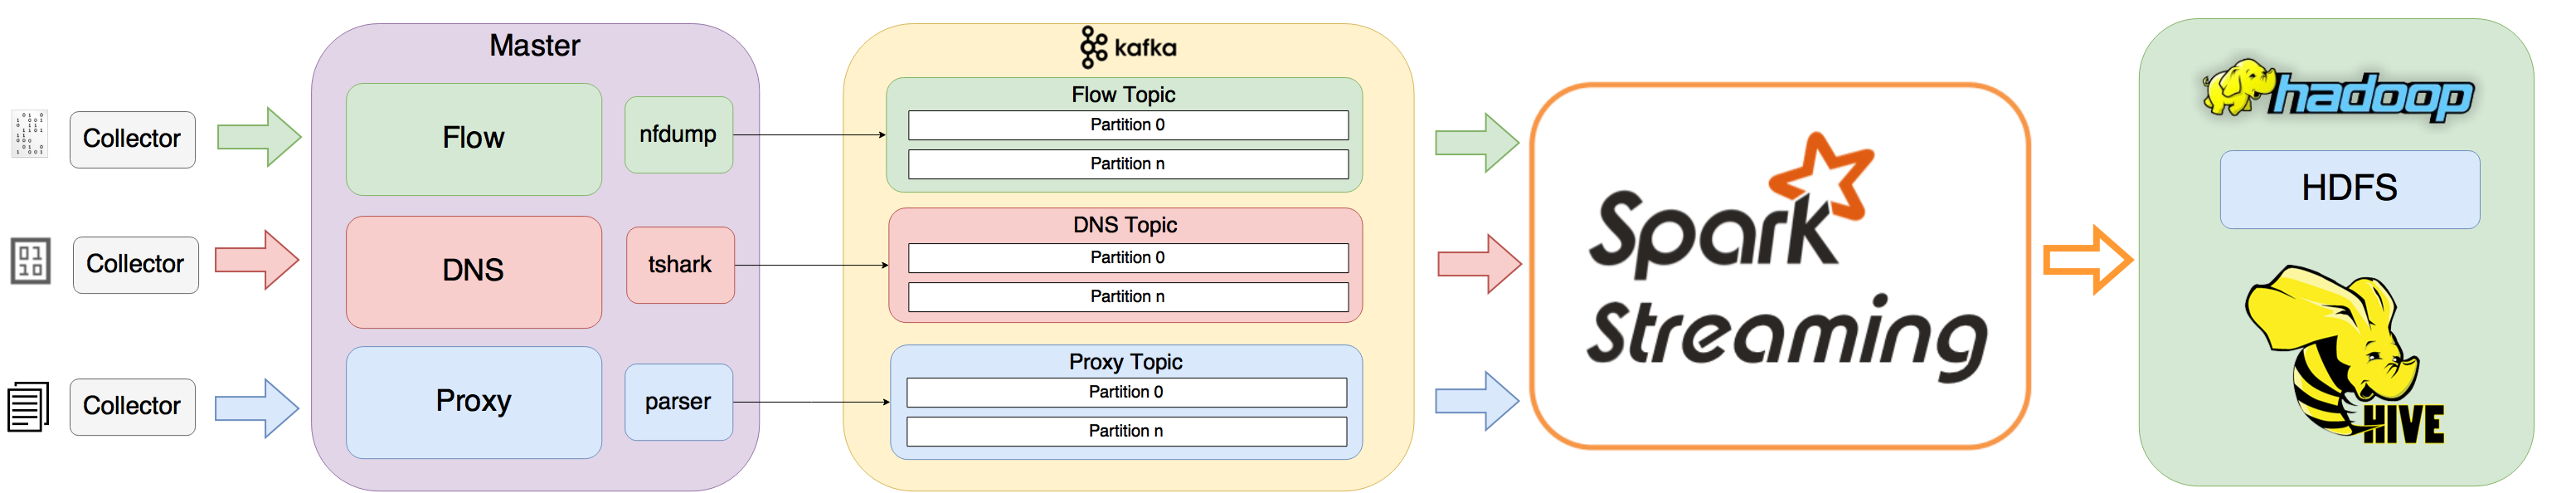 Collector
Collector
Collector
Master
Flow
nfdump
DNS
tshark
Proxy
parser
kafka
Flow Topic
Partition 0
Partition n
DNS Topic
Partition 0
Partition n
Proxy Topic
Partition 0
Partition n
Spark
Streaming
hadoop
HDFS
HIVE